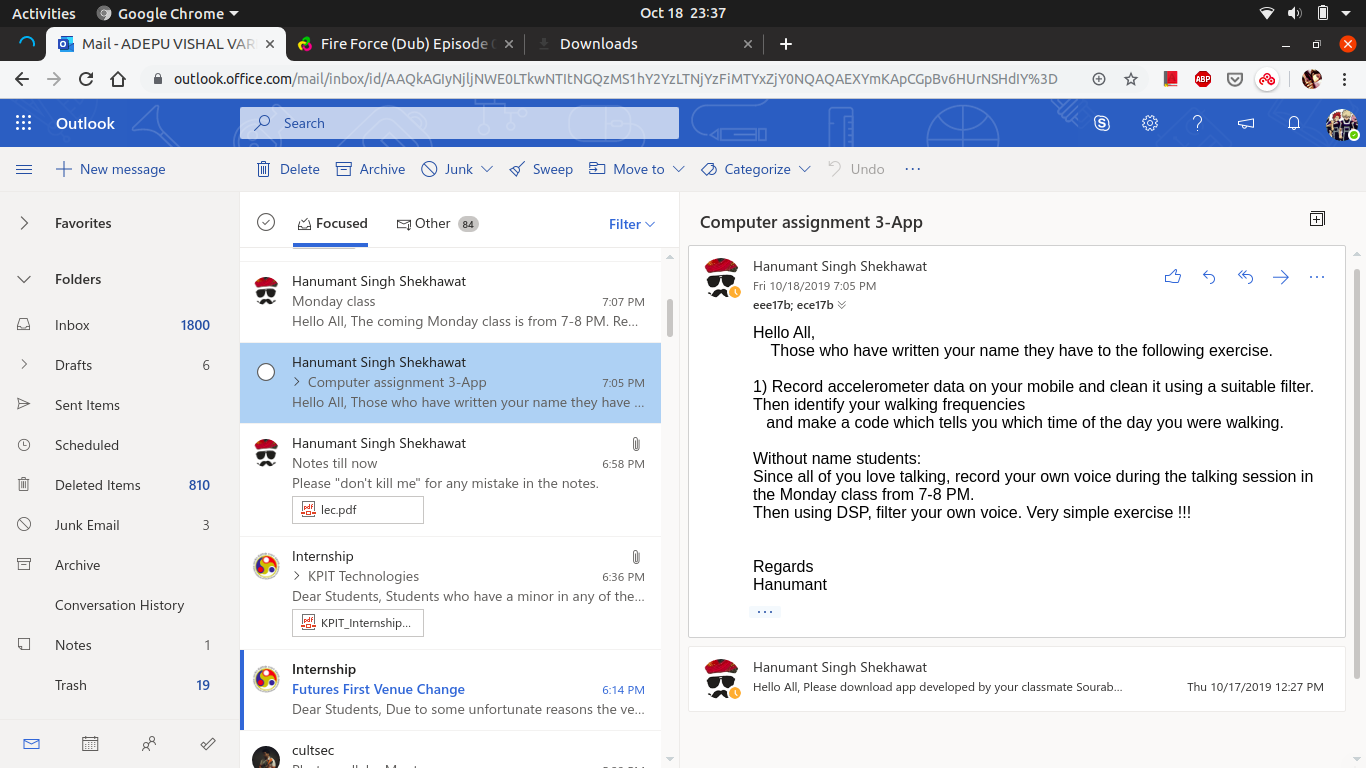 Activities Google Chrome Oct 18 23:37
Mail - ADEPU VISHAL VAR Fire Force (Dub) Episode Downloads
outlook.office.com/mail/inbox/id/AAQkAGIyNjljNWE0LTkwNTItNGQzMS1hY2YzLTNjYzFiMTYxZjY0NQAQAEXYmKApCGpBv6HUrNSHdIY%3D ABP
Outlook Search
New message Delete Archive Junk Sweep Move to Categorize Undo
Favorites
Folders
Inbox 1800
Drafts 6
Sent Items
Scheduled
Deleted Items 810
Junk Email 3
Archive
Conversation History
Notes 1
Trash 19
Focused Other 84 Filter
Hanumant Singh Shekhawat
Monday class 7:07 PM
Hello All, The coming Monday class is from 7-8 PM. Re...
Hanumant Singh Shekhawat
Computer assignment 3-App 7:05 PM
Hello All, Those who have written your name they have ...
Hanumant Singh Shekhawat
Notes till now 6:58 PM
Please "don't kill me" for any mistake in the notes.
pdf lec.pdf
Internship
KPIT Technologies 6:36 PM
Dear Students, Students who have a minor in any of the...
pdf KPIT_Internship...
Internship
Futures First Venue Change 6:14 PM
Dear Students, Due to some unfortunate reasons the ve...
cultsec
Computer assignment 3-App
Hanumant Singh Shekhawat
Fri 10/18/2019 7:05 PM
eee17b; ece17b
Hello All,
Those who have written your name they have to the following exercise.
1) Record accelerometer data on your mobile and clean it using a suitable filter.
Then identify your walking frequencies
and make a code which tells you which time of the day you were walking.
Without name students:
Since all of you love talking, record your own voice during the talking session in
the Monday class from 7-8 PM.
Then using DSP, filter your own voice. Very simple exercise !!!
Regards
Hanumant
...
Hanumant Singh Shekhawat
Hello All, Please download app developed by your classmate Sourab... Thu 10/17/2019 12:27 PM